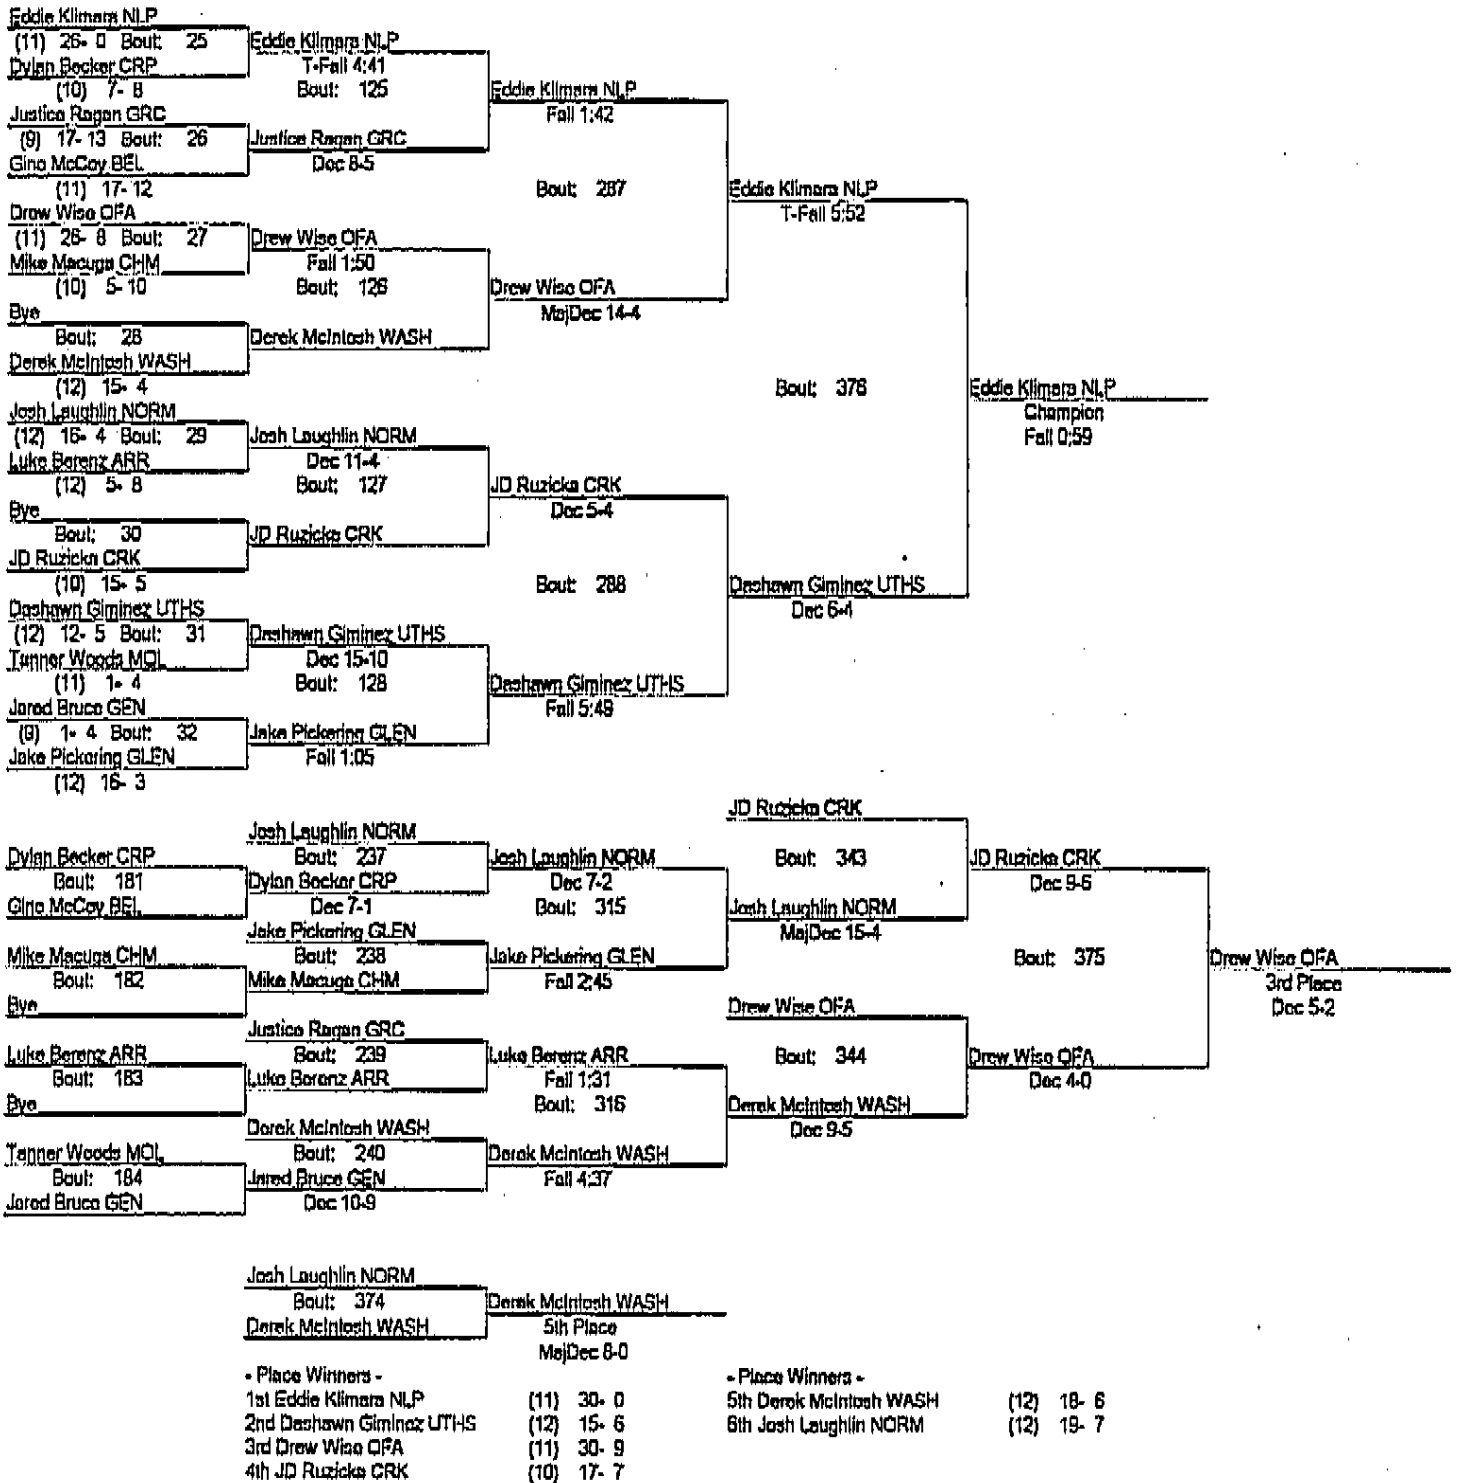 Eddie Klimara NLP
(11) 26- 0 Bout: 25
Dylan Becker CRP
(10) 7- 8
Justice Ragan GRC
(9) 17- 13 Bout: 26
Gino McCoy BEL
(11) 17- 12
Drew Wise OFA
(11) 26- 8 Bout: 27
Mike Macuga CHM
(10) 5- 10
Bye
Bout: 28
Derek McIntosh WASH
(12) 15- 4
Josh Laughlin NORM
(12) 16- 4 Bout: 29
Luke Berenz ARR
(12) 5- 8
Bye
Bout: 30
JD Ruzicka CRK
(10) 15- 5
Dashawn Giminez UTHS
(12) 12- 5 Bout: 31
Tanner Woods MOL
(11) 1- 4
Jared Bruce GEN
(9) 1- 4 Bout: 32
Jake Pickering GLEN
(12) 16- 3
Eddie Klimara NLP
T-Fall 4:41
Bout: 125
Justice Ragan GRC
Dec 8-5
Drew Wise OFA
Fall 1:50
Bout: 126
Derek McIntosh WASH
Josh Laughlin NORM
Dec 11-4
Bout: 127
JD Ruzicka CRK
Dashawn Giminez UTHS
Dec 15-10
Bout: 128
Jake Pickering GLEN
Fall 1:05
Eddie Klimara NLP
Fall 1:42
Bout: 287
Drew Wise OFA
MajDec 14-4
JD Ruzicka CRK
Dec 5-4
Bout: 288
Dashawn Giminez UTHS
Fall 5:49
Eddie Klimara NLP
T-Fall 5:52
Bout: 376
Dashawn Giminez UTHS
Dec 6-4
Eddie Klimara NLP
Champion
Fall 0:59
Dylan Becker CRP
Bout: 181
Gino McCoy BEL
Mike Macuga CHM
Bout: 182
Bye
Luke Berenz ARR
Bout: 183
Bye
Tanner Woods MOL
Bout: 184
Jared Bruce GEN
Josh Laughlin NORM
Bout: 237
Dylan Becker CRP
Dec 7-1
Jake Pickering GLEN
Bout: 238
Mike Macuga CHM
Justice Ragan GRC
Bout: 239
Luke Berenz ARR
Derek McIntosh WASH
Bout: 240
Jared Bruce GEN
Dec 10-9
Josh Laughlin NORM
Dec 7-2
Bout: 315
Jake Pickering GLEN
Fall 2:45
Luke Berenz ARR
Fall 1:31
Bout: 316
Derek McIntosh WASH
Fall 4:37
JD Ruzicka CRK
Bout: 343
Josh Laughlin NORM
MajDec 15-4
Drew Wise OFA
Bout: 344
Derek McIntosh WASH
Dec 9-5
JD Ruzicka CRK
Dec 9-6
Bout: 375
Drew Wise OFA
Dec 4-0
Drew Wise OFA
3rd Place
Dec 5-2
Josh Laughlin NORM
Bout: 374
Derek McIntosh WASH
Derek McIntosh WASH
5th Place
MajDec 8-0
- Place Winners -
1st Eddie Klimara NLP (11) 30- 0
2nd Dashawn Giminez UTHS (12) 15- 6
3rd Drew Wise OFA (11) 30- 9
4th JD Ruzicka CRK (10) 17- 7
- Place Winners -
5th Derek McIntosh WASH (12) 18- 6
6th Josh Laughlin NORM (12) 19- 7